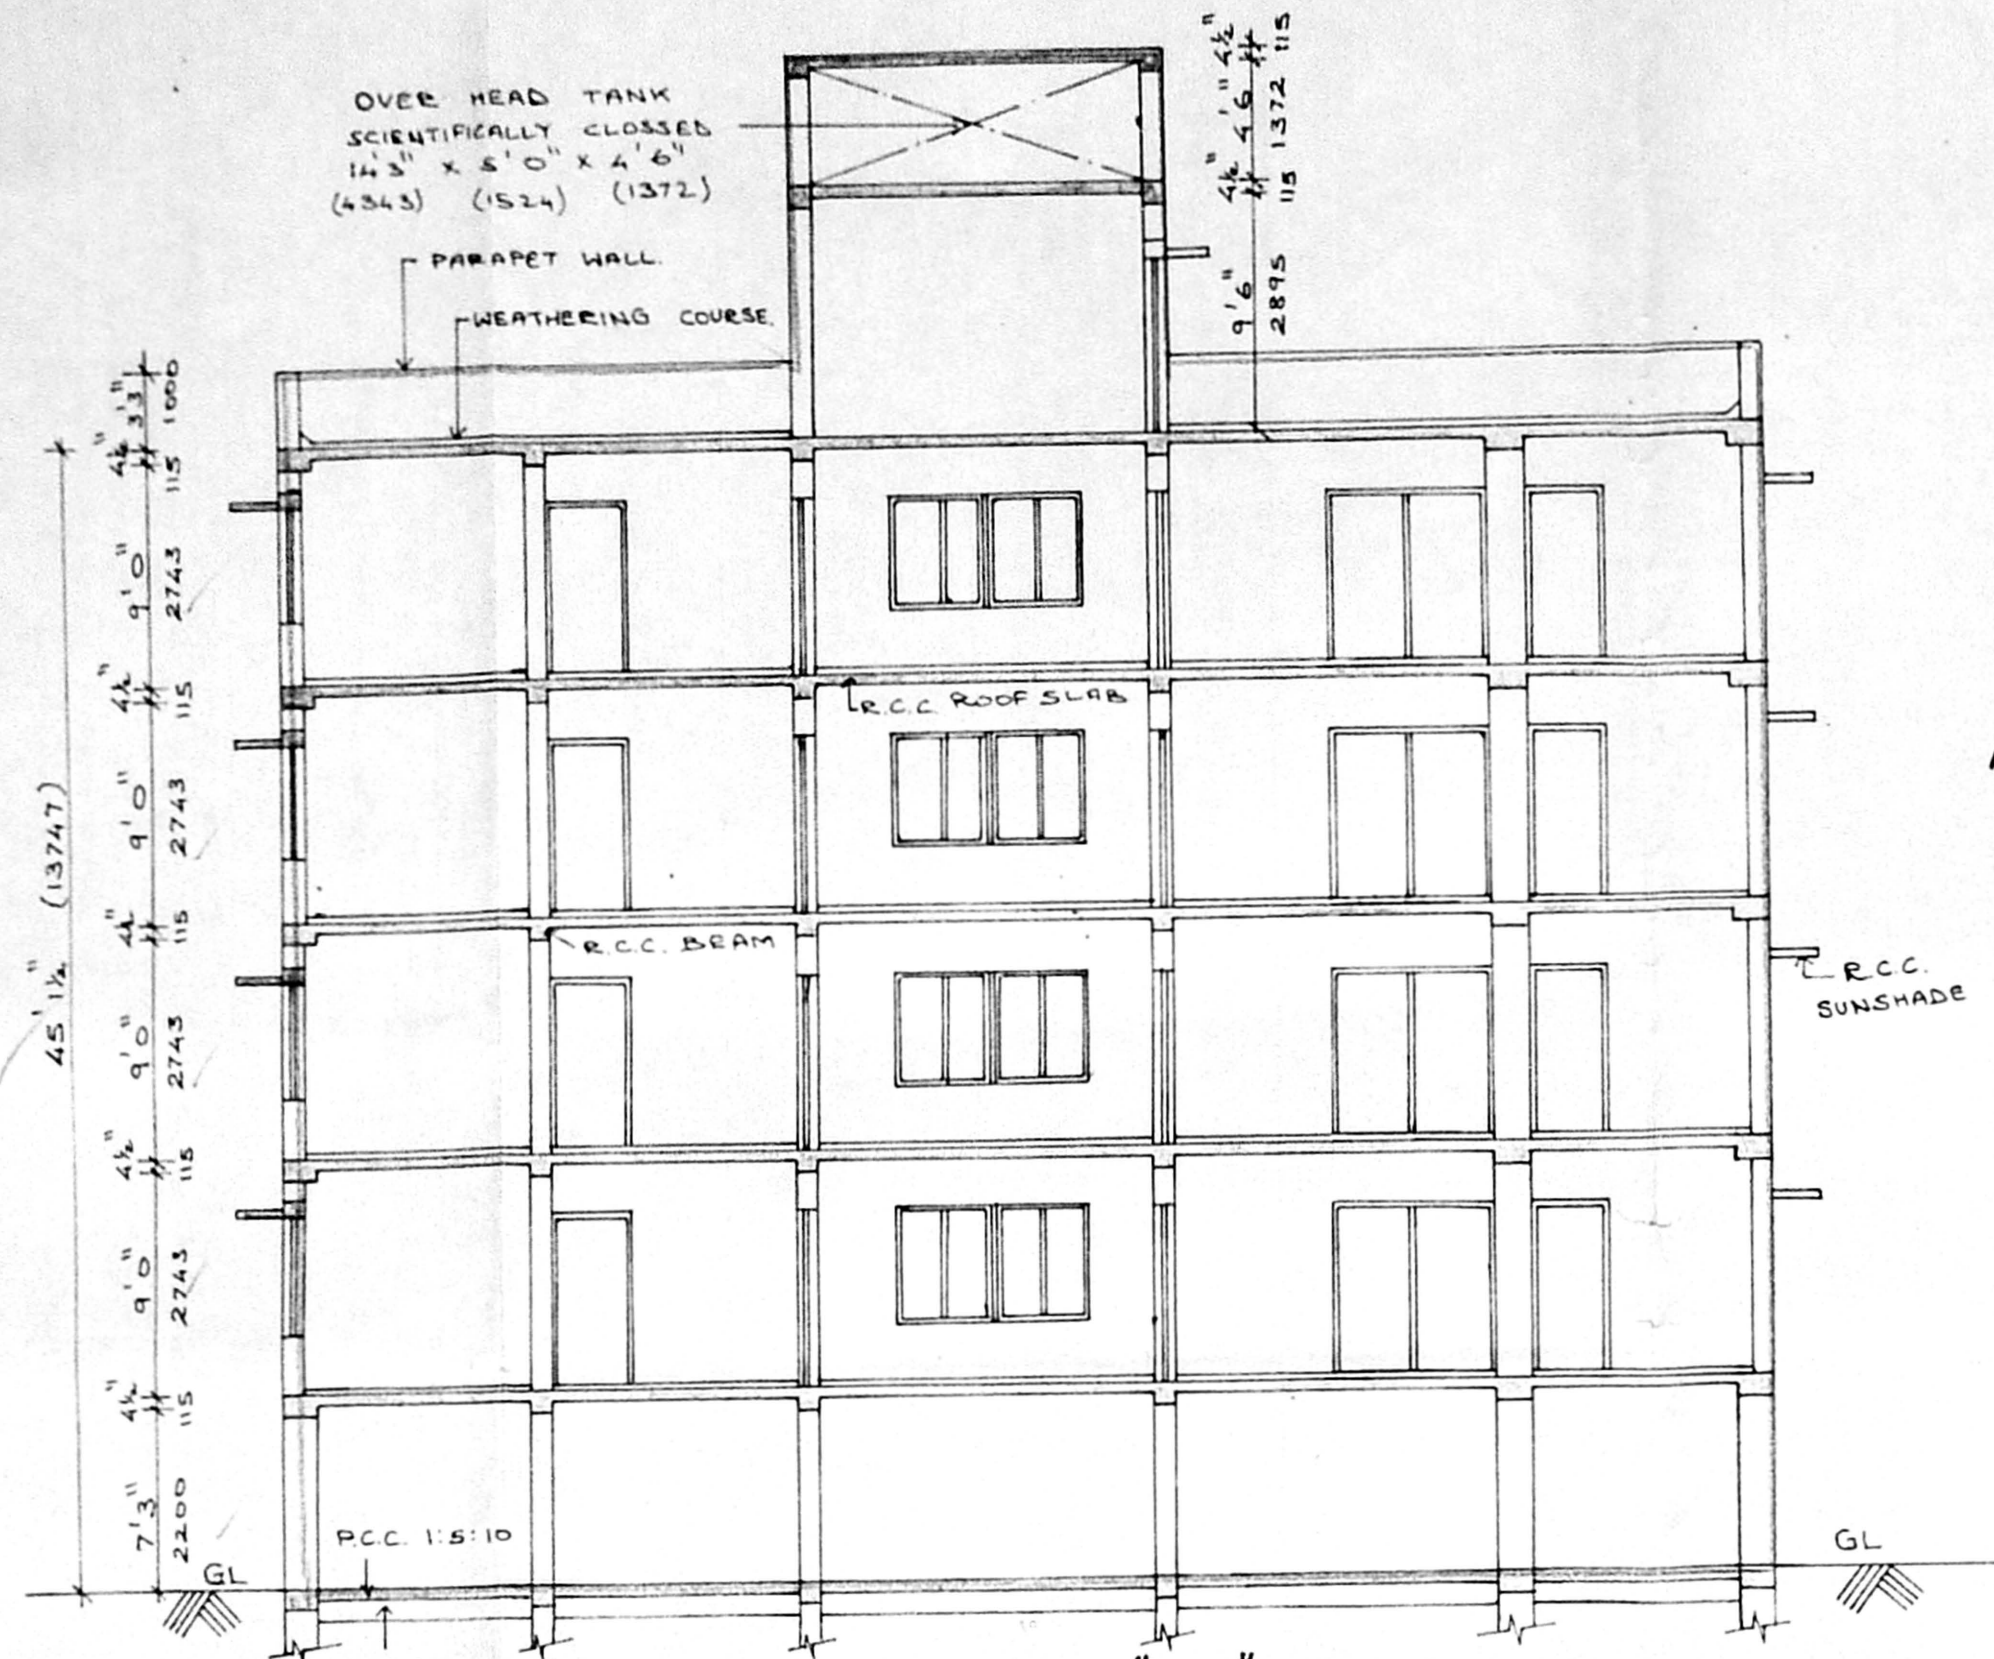 OVER HEAD TANK
SCIENTIFICALLY CLOSSED
14'3" x 5'0" x 4'6"
(4343) (1524) (1372)
PARAPET WALL.
WEATHERING COURSE.
4½" 115
4'6" 1372
4½" 115
9'6" 2895
3'3" 1000
4½" 115
9'0" 2743
4½" 115
9'0" 2743
4½" 115
9'0" 2743
4½" 115
9'0" 2743
4½" 115
7'3" 2200
45' 1½" (13747)
R.C.C. ROOF SLAB
R.C.C. BEAM
R.C.C.
SUNSHADE
P.C.C. 1:5:10
GL
GL